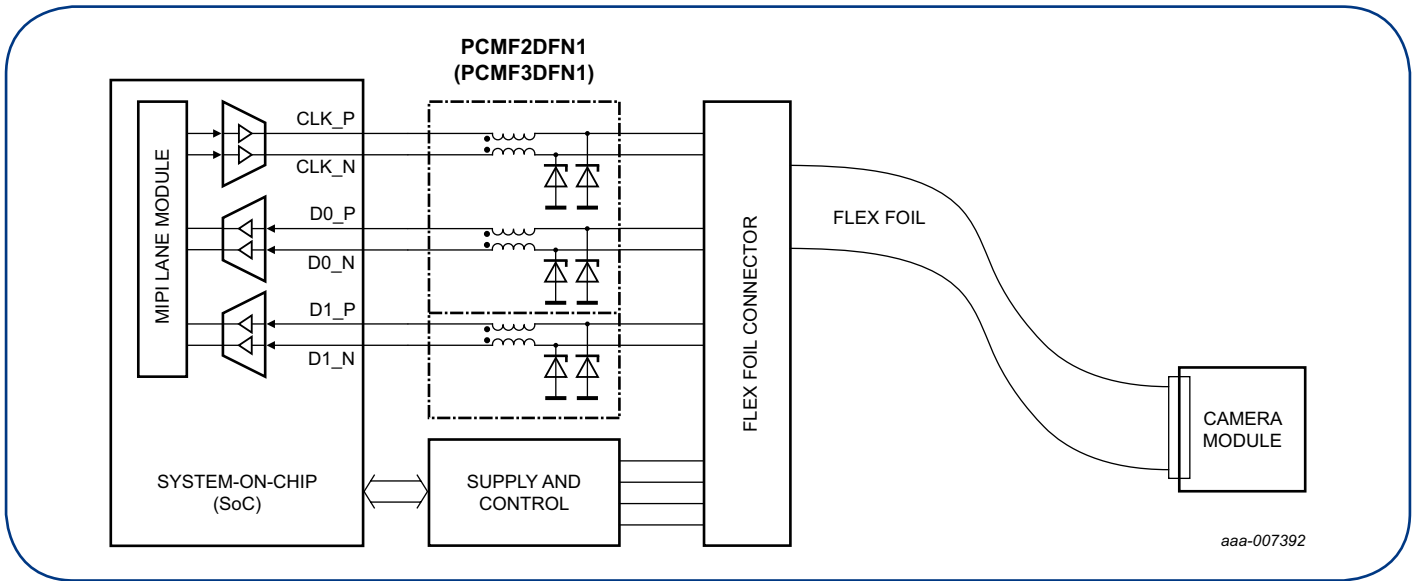 PCMF2DFN1
(PCMF3DFN1)
MIPI LANE MODULE
CLK_P
CLK_N
D0_P
D0_N
D1_P
D1_N
SYSTEM-ON-CHIP
(SoC)
SUPPLY AND
CONTROL
FLEX FOIL CONNECTOR
FLEX FOIL
CAMERA
MODULE
aaa-007392